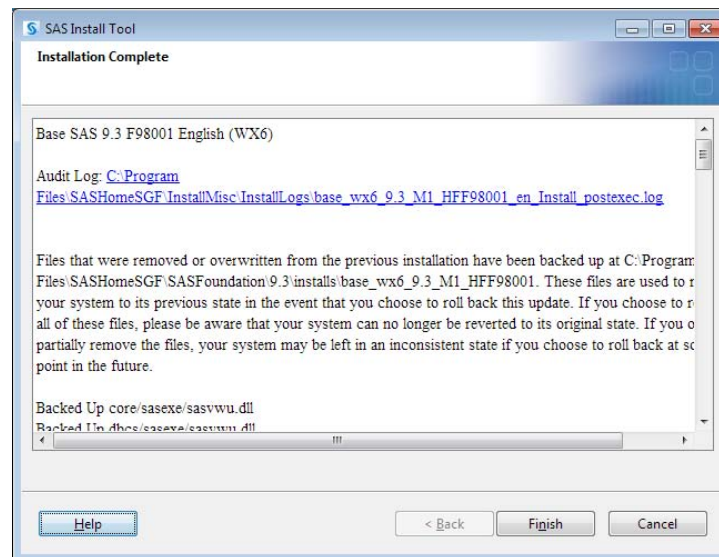 SAS Install Tool
Installation Complete
Base SAS 9.3 F98001 English (WX6)
Audit Log: C:\Program
Files\SASHomeSGF\InstallMisc\InstallLogs\base_wx6_9.3_M1_HFF98001_en_Install_postexec.log
Files that were removed or overwritten from the previous installation have been backed up at C:\Program
Files\SASHomeSGF\SASFoundation\9.3\installs\base_wx6_9.3_M1_HFF98001. These files are used to
your system to its previous state in the event that you choose to roll back this update. If you choose to
all of these files, please be aware that your system can no longer be reverted to its original state. If you
partially remove the files, your system may be left in an inconsistent state if you choose to roll back at
point in the future.
Backed Up core/sasexe/sasvwu.dll
Backed Up dbcs/sasexe/sasvwu.dll
Help
< Back
Finish
Cancel